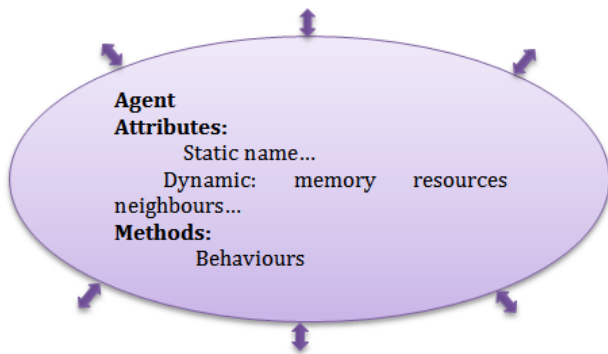 Agent
Attributes:
Static name...
Dynamic: memory resources
neighbours...
Methods:
Behaviours